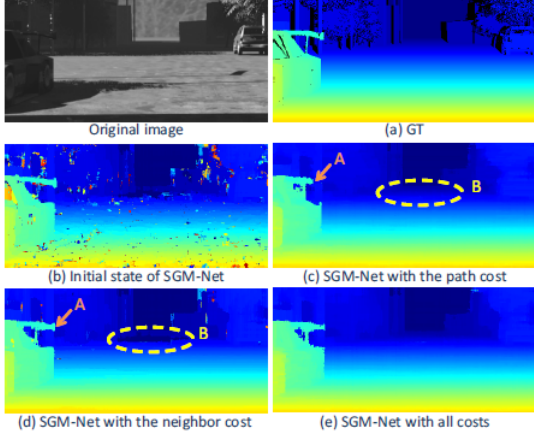 Original image
(a) GT
A
B
(b) Initial state of SGM-Net
(c) SGM-Net with the path cost
A
B
(d) SGM-Net with the neighbor cost
(e) SGM-Net with all costs